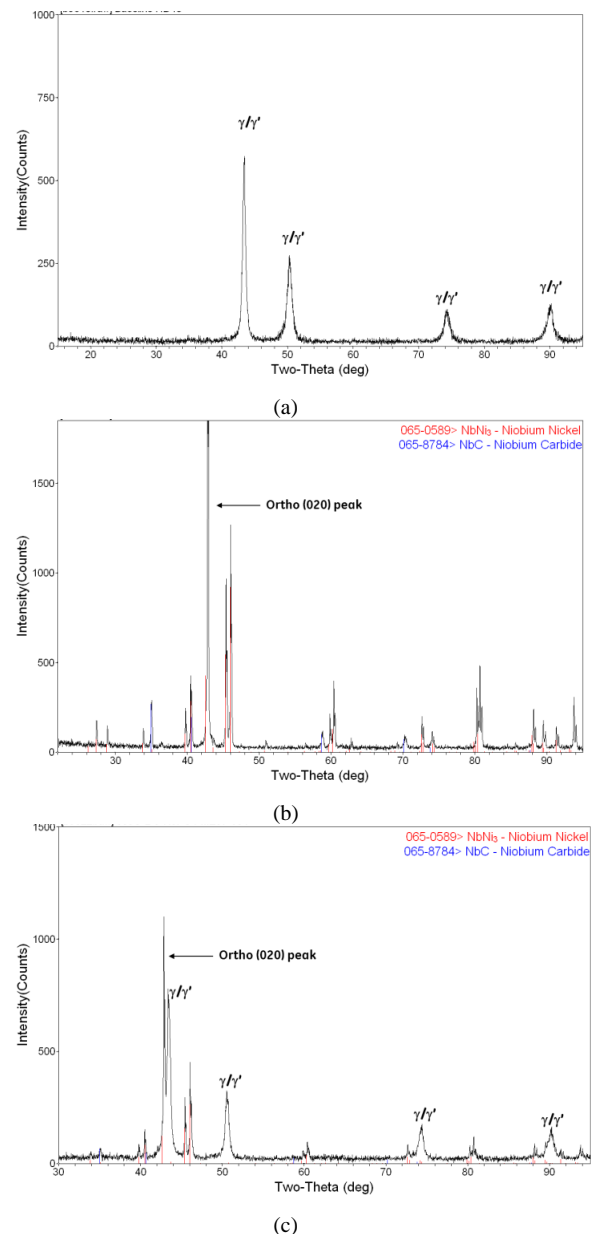 1000
γ/γ'
750
500
γ/γ'
γ/γ'
γ/γ'
250
0
20 30 40 50 60 70 80 90
Intensity(Counts)
Two-Theta (deg)
(a)
065-0589> NbNi₃ - Niobium Nickel
065-8784> NbC - Niobium Carbide
1500
Ortho (020) peak
1000
500
0
30 40 50 60 70 80 90
Intensity(Counts)
Two-Theta (deg)
(b)
1500
065-0589> NbNi₃ - Niobium Nickel
065-8784> NbC - Niobium Carbide
1000
Ortho (020) peak
γ/γ'
500
γ/γ'
γ/γ'
γ/γ'
0
30 40 50 60 70 80 90
Intensity(Counts)
Two-Theta (deg)
(c)